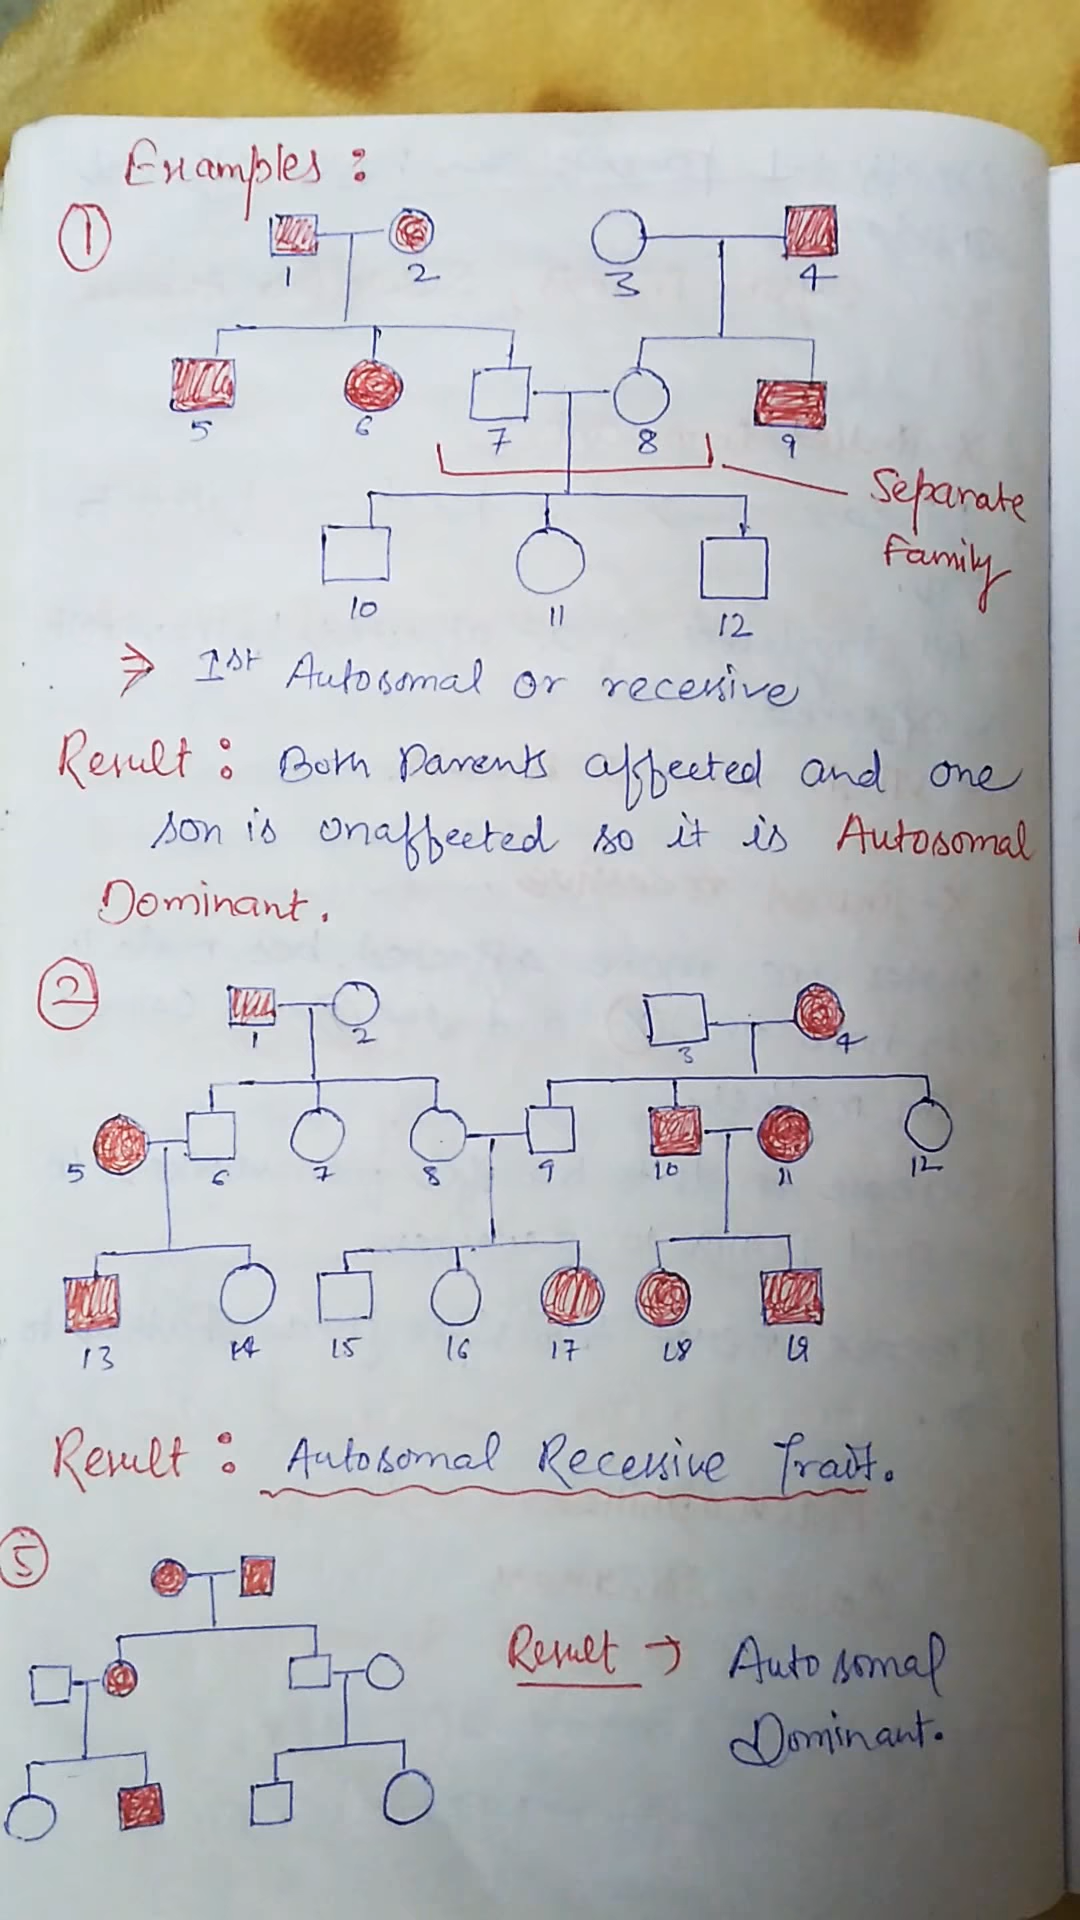 Examples :
1
1 2 3 4
5 6 7 8 9
Separate
Family
10 11 12
⇒ 1st Autosomal or recessive
Result : Both Parents affected and one
son is unaffected so it is Autosomal
Dominant.
2
1 2 3 4
5 6 7 8 9 10 11 12
13 14 15 16 17 18 19
Result : Autosomal Recessive Trait.
5
Result → Autosomal
Dominant.